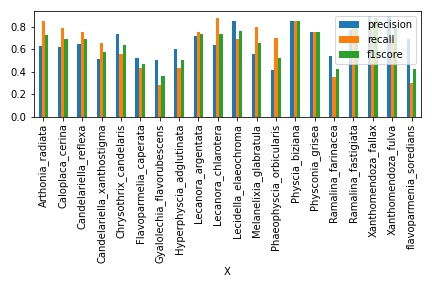 0.8
0.6
0.4
0.2
0.0
precision
recall
f1score
Arthonia_radiata
Caloplaca_cerina
Candelariella_reflexa
Candelariella_xanthostigma
Chrysothrix_candelaris
Flavoparmelia_caperata
Gyalolechia_flavorubescens
Hyperphyscia_adglutinata
Lecanora_argentata
Lecanora_chlarotera
Lecidella_elaeochroma
Melanelixia_glabratula
Phaeophyscia_orbicularis
Physcia_biziana
Physconia_grisea
Ramalina_farinacea
Ramalina_fastigiata
Xanthomendoza_fallax
Xanthomendoza_fulva
flavoparmenia_soredians
X